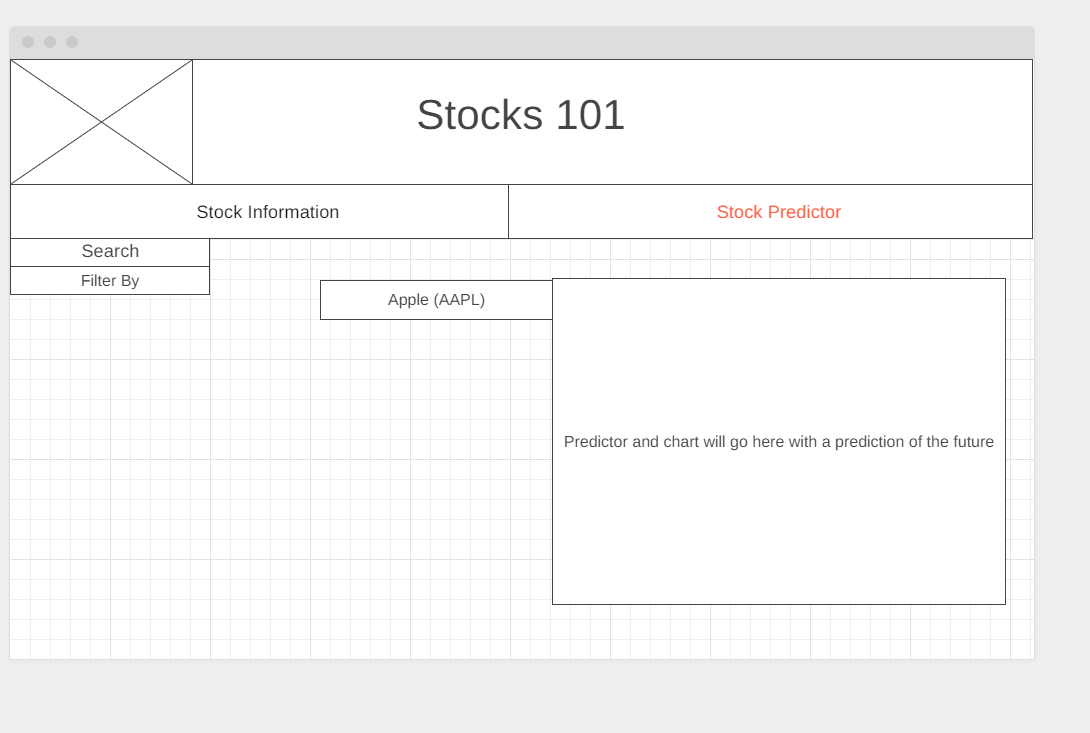 Stocks 101
Stock Information
Stock Predictor
Search
Filter By
Apple (AAPL)
Predictor and chart will go here with a prediction of the future